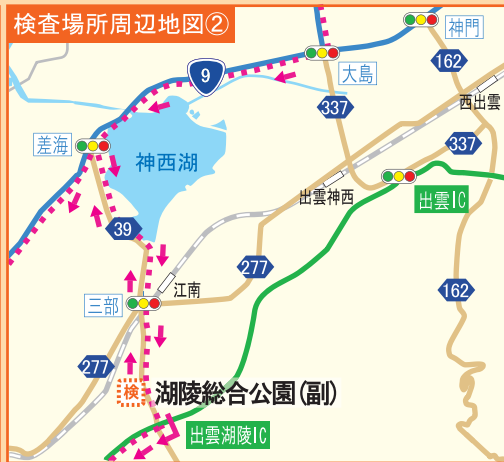 検査場所周辺地図②
神門
9
大島
162
337
西出雲
差海
神西湖
337
出雲神西
出雲IC
39
277
江南
162
三部
277
検
湖陵総合公園(副)
出雲湖陵IC